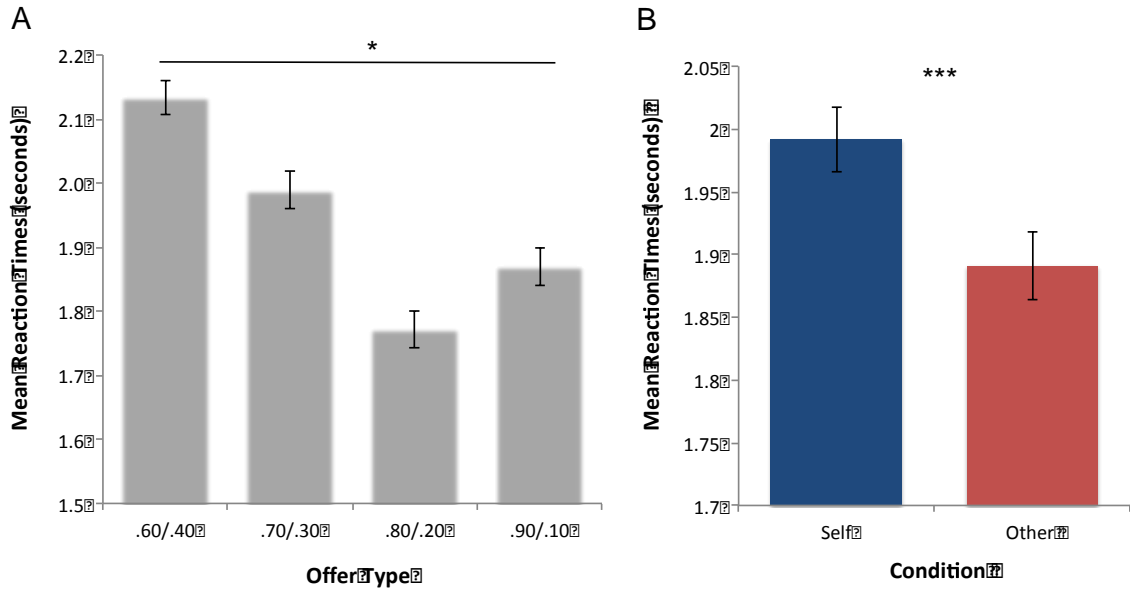 A
*
2.2
2.1
2.0
1.9
1.8
1.7
1.6
1.5
Mean Reaction Times (seconds)
.60/.40
.70/.30
.80/.20
.90/.10
Offer Type
B
***
2.05
2
1.95
1.9
1.85
1.8
1.75
1.7
Mean Reaction TImes (seconds)
Self
Other
Condition